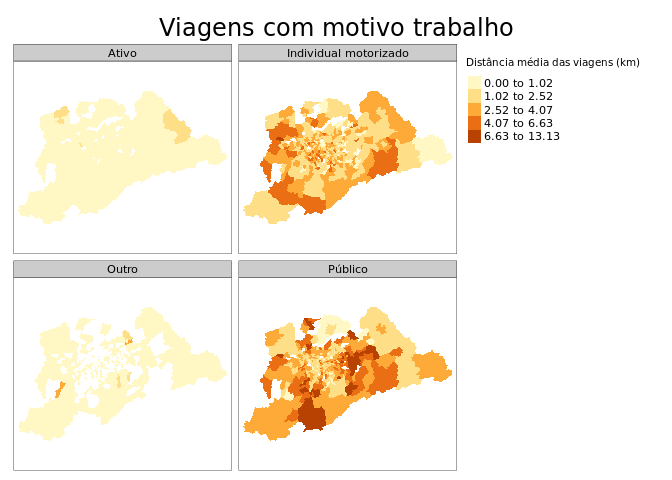 Viagens com motivo trabalho
Ativo
Individual motorizado
Outro
Público
Distância média das viagens (km)
0.00 to 1.02
1.02 to 2.52
2.52 to 4.07
4.07 to 6.63
6.63 to 13.13